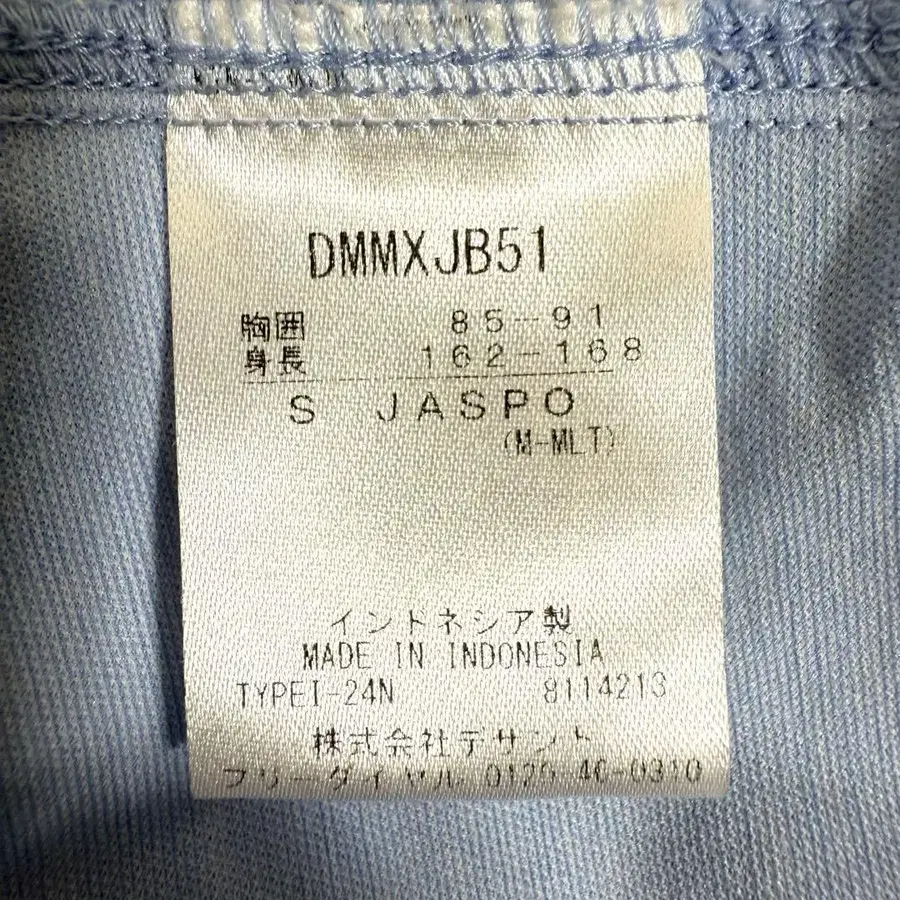 DMMXJB51
胸囲 85-91
身長 162-168
S JASPO
(M-MLT)
インドネシア製
MADE IN INDONESIA
TYPEI-24N 8114213
株式会社デサント
フリーダイヤル 0120-46-0310